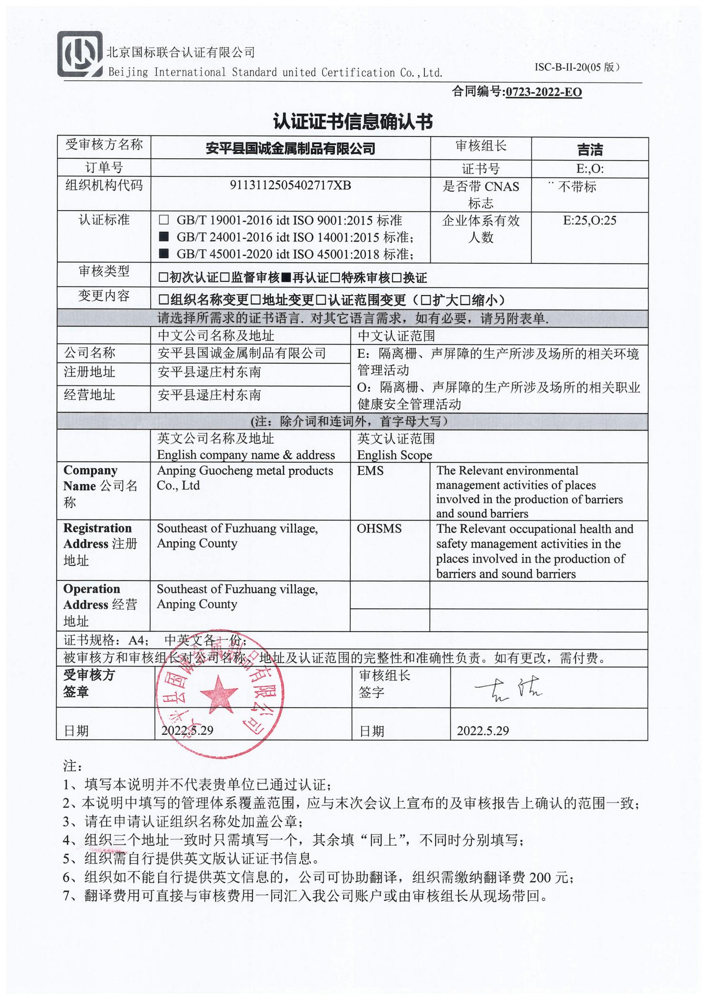 北京国标联合认证有限公司
Beijing International Standard united Certification Co.,Ltd.
ISC-B-II-20(05 版）
合同编号:0723-2022-EO
认证证书信息确认书
受审核方名称 安平县国诚金属制品有限公司 审核组长 吉洁
订单号 证书号 E:,O:
组织机构代码 9113112505402717XB 是否带 CNAS ¨ 不带标
标志
认证标准 □ GB/T 19001-2016 idt ISO 9001:2015 标准 企业体系有效 E:25,O:25
■ GB/T 24001-2016 idt ISO 14001:2015 标准； 人数
■ GB/T 45001-2020 idt ISO 45001:2018 标准；
审核类型 □初次认证□监督审核■再认证□特殊审核□换证
变更内容 □组织名称变更□地址变更□认证范围变更（□扩大□缩小）
请选择所需求的证书语言. 对其它语言需求，如有必要，请另附表单.
中文公司名称及地址 中文认证范围
公司名称 安平县国诚金属制品有限公司 E：隔离栅、声屏障的生产所涉及场所的相关环境
管理活动
注册地址 安平县逯庄村东南
O：隔离栅、声屏障的生产所涉及场所的相关职业
经营地址 安平县逯庄村东南
健康安全管理活动
(注：除介词和连词外，首字母大写）
英文公司名称及地址 英文认证范围
English company name & address English Scope
Company Anping Guocheng metal products EMS The Relevant environmental
Name 公司名 Co., Ltd management activities of places
称 involved in the production of barriers
and sound barriers
Registration Southeast of Fuzhuang village, OHSMS The Relevant occupational health and
Address 注册 Anping County safety management activities in the
地址 places involved in the production of
barriers and sound barriers
Operation Southeast of Fuzhuang village,
Address 经营 Anping County
地址
证书规格：A4； 中英文各一份；
被审核方和审核组长对公司名称、地址及认证范围的完整性和准确性负责。如有更改，需付费。
受审核方 审核组长 吉洁
签章 签字
安平县国诚金属制品有限公司
日期 2022.5.29 日期 2022.5.29
注：
1、填写本说明并不代表贵单位已通过认证；
2、本说明中填写的管理体系覆盖范围，应与末次会议上宣布的及审核报告上确认的范围一致；
3、请在申请认证组织名称处加盖公章；
4、组织三个地址一致时只需填写一个，其余填“同上”，不同时分别填写；
5、组织需自行提供英文版认证证书信息。
6、组织如不能自行提供英文信息的，公司可协助翻译，组织需缴纳翻译费 200 元；
7、翻译费用可直接与审核费用一同汇入我公司账户或由审核组长从现场带回。